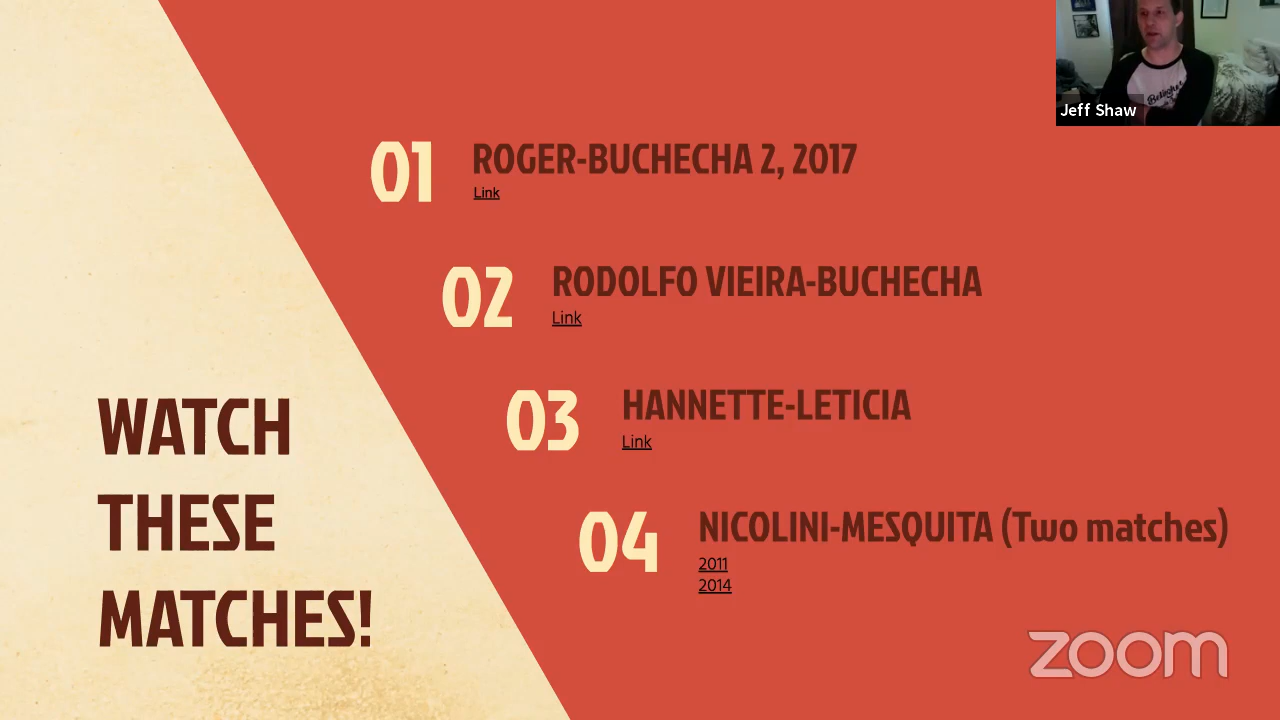 Jeff Shaw
01 ROGER-BUCHECHA 2, 2017
Link
02 RODOLFO VIEIRA-BUCHECHA
Link
03 HANNETTE-LETICIA
Link
04 NICOLINI-MESQUITA (Two matches)
2011
2014
WATCH
THESE
MATCHES!
zoom